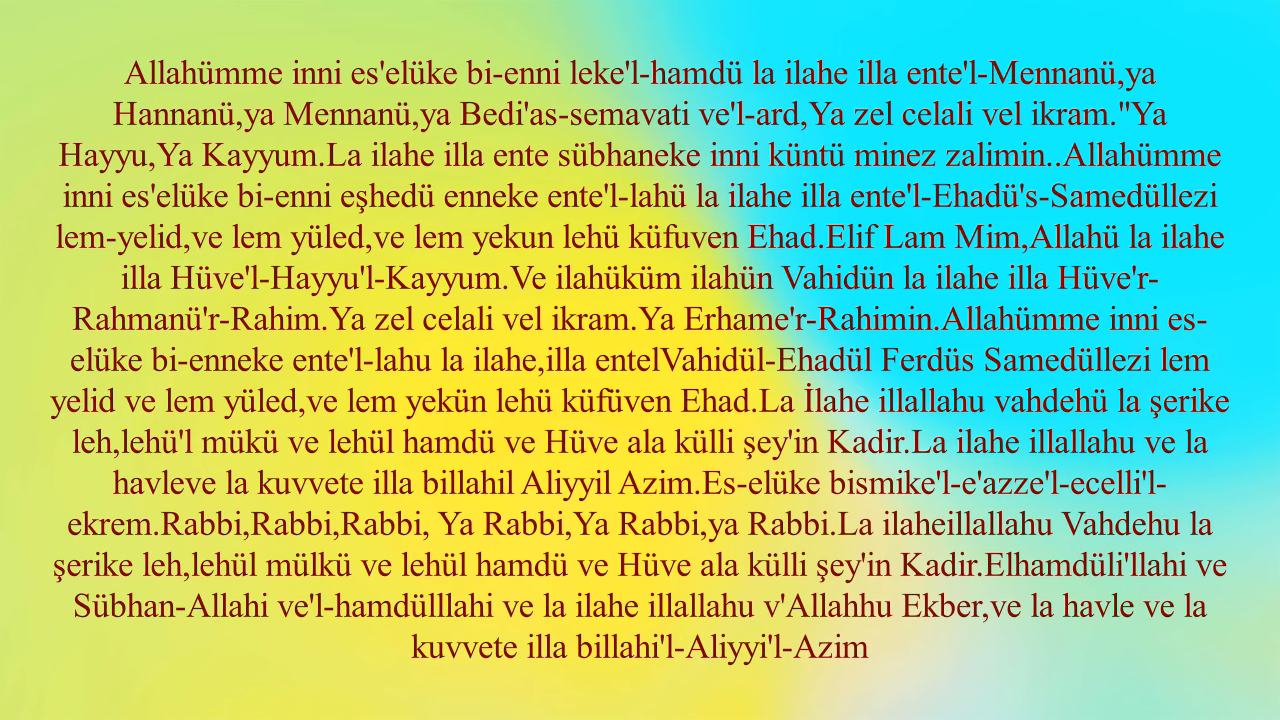 Allahümme inni es'elüke bi-enni leke'l-hamdü la ilahe illa ente'l-Mennanü,ya
Hannanü,ya Mennanü,ya Bedi'as-semavati ve'l-ard,Ya zel celali vel ikram."Ya
Hayyu,Ya Kayyum.La ilahe illa ente sübhaneke inni küntü minez zalimin..Allahümme
inni es'elüke bi-enni eşhedü enneke ente'l-lahü la ilahe illa ente'l-Ehadü's-Samedüllezi
lem-yelid,ve lem yüled,ve lem yekun lehü küfuven Ehad.Elif Lam Mim,Allahü la ilahe
illa Hüve'l-Hayyu'l-Kayyum.Ve ilahüküm ilahün Vahidün la ilahe illa Hüve'r-
Rahmanü'r-Rahim.Ya zel celali vel ikram.Ya Erhame'r-Rahimin.Allahümme inni es-
elüke bi-enneke ente'l-lahu la ilahe,illa entelVahidül-Ehadül Ferdüs Samedüllezi lem
yelid ve lem yüled,ve lem yekün lehü küfüven Ehad.La İlahe illallahu vahdehü la şerike
leh,lehü'l mükü ve lehül hamdü ve Hüve ala külli şey'in Kadir.La ilahe illallahu ve la
havleve la kuvvete illa billahil Aliyyil Azim.Es-elüke bismike'l-e'azze'l-ecelli'l-
ekrem.Rabbi,Rabbi,Rabbi, Ya Rabbi,Ya Rabbi,ya Rabbi.La ilaheillallahu Vahdehu la
şerike leh,lehül mülkü ve lehül hamdü ve Hüve ala külli şey'in Kadir.Elhamdüli'llahi ve
Sübhan-Allahi ve'l-hamdülllahi ve la ilahe illallahu v'Allahhu Ekber,ve la havle ve la
kuvvete illa billahi'l-Aliyyi'l-Azim